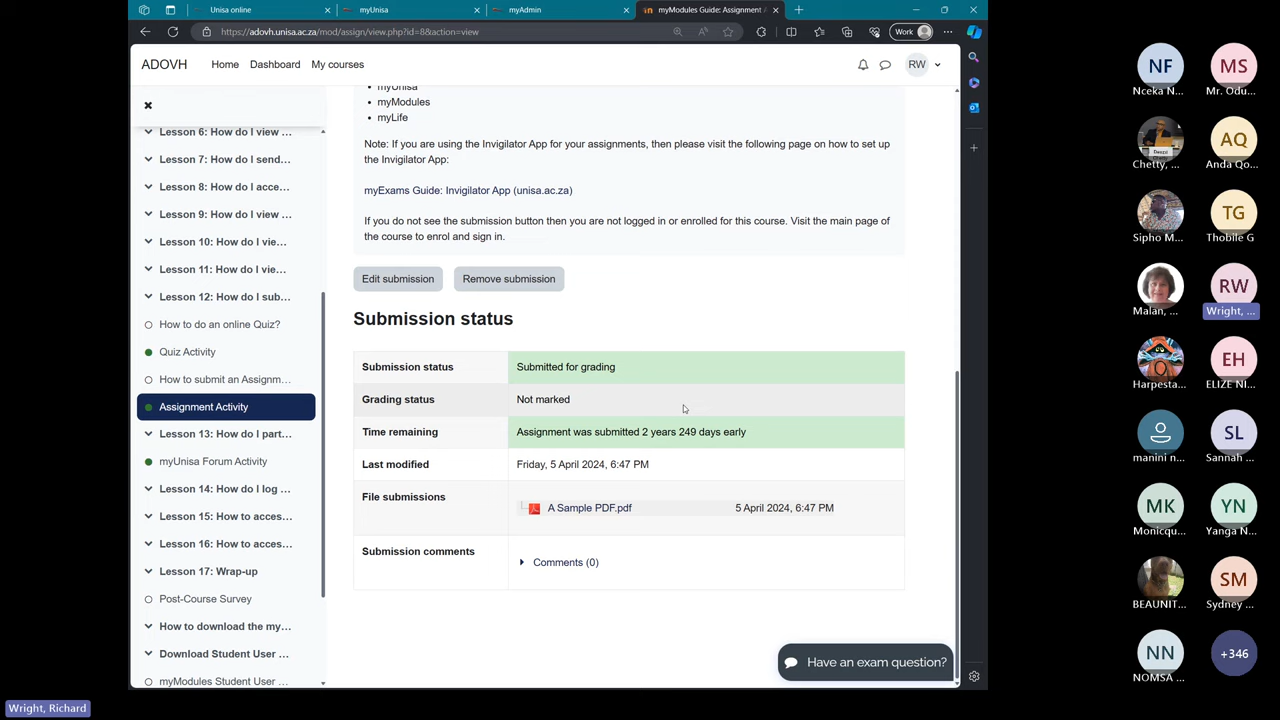 Unisa online
myUnisa
myAdmin
myModules Guide: Assignment A
https://adovh.unisa.ac.za/mod/assign/view.php?id=8&action=view
Work
ADOVH
Home
Dashboard
My courses
RW
Lesson 6: How do I view ...
Lesson 7: How do I send...
Lesson 8: How do I acce...
Lesson 9: How do I view ...
Lesson 10: How do I vie...
Lesson 11: How do I vie...
Lesson 12: How do I sub...
How to do an online Quiz?
Quiz Activity
How to submit an Assignm...
Assignment Activity
Lesson 13: How do I part...
myUnisa Forum Activity
Lesson 14: How do I log ...
Lesson 15: How to acces...
Lesson 16: How to acces...
Lesson 17: Wrap-up
Post-Course Survey
How to download the my...
Download Student User ...
myModules Student User ...
myUnisa
myModules
myLife
Note: If you are using the Invigilator App for your assignments, then please visit the following page on how to set up
the Invigilator App:
myExams Guide: Invigilator App (unisa.ac.za)
If you do not see the submission button then you are not logged in or enrolled for this course. Visit the main page of
the course to enrol and sign in.
Edit submission
Remove submission
Submission status
Submission status Submitted for grading
Grading status Not marked
Time remaining Assignment was submitted 2 years 249 days early
Last modified Friday, 5 April 2024, 6:47 PM
File submissions A Sample PDF.pdf 5 April 2024, 6:47 PM
Submission comments Comments (0)
Have an exam question?
NF
Nceka N...
MS
Mr. Odu...
Chetty, ...
AQ
Anda Qo...
Sipho M...
TG
Thobile G
Malan, ...
RW
Wright, ...
Harpesta...
EH
ELIZE NI...
manini n...
SL
Sannah ...
MK
Monicqu...
YN
Yanga N...
BEAUNIT...
SM
Sydney ...
NN
NOMSA ...
+346
Wright, Richard